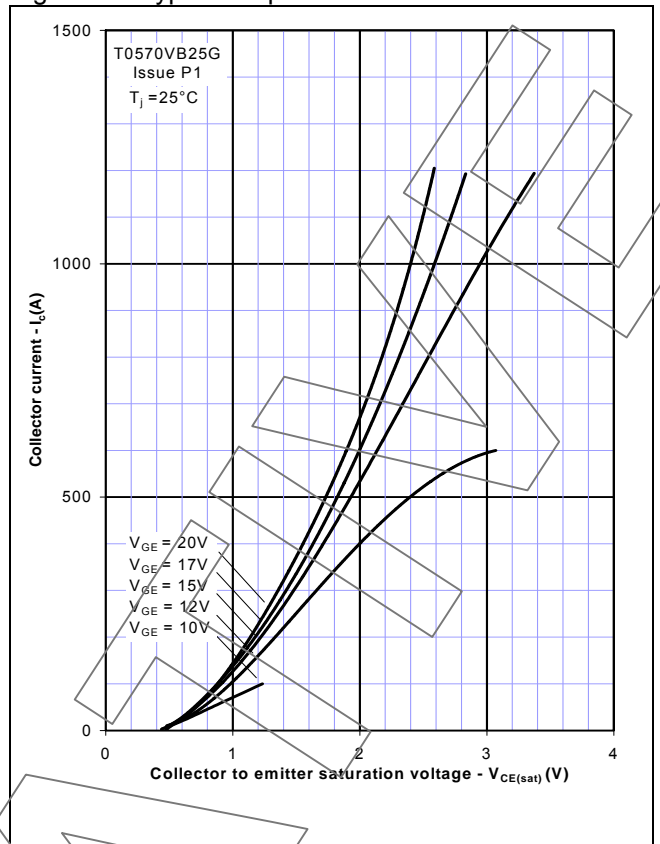 T0570VB25G
Issue P1
Tj =25°C
1500
1000
500
0
Collector current - Ic(A)
VGE = 20V
VGE = 17V
VGE = 15V
VGE = 12V
VGE = 10V
0 1 2 3 4
Collector to emitter saturation voltage - VCE(sat) (V)